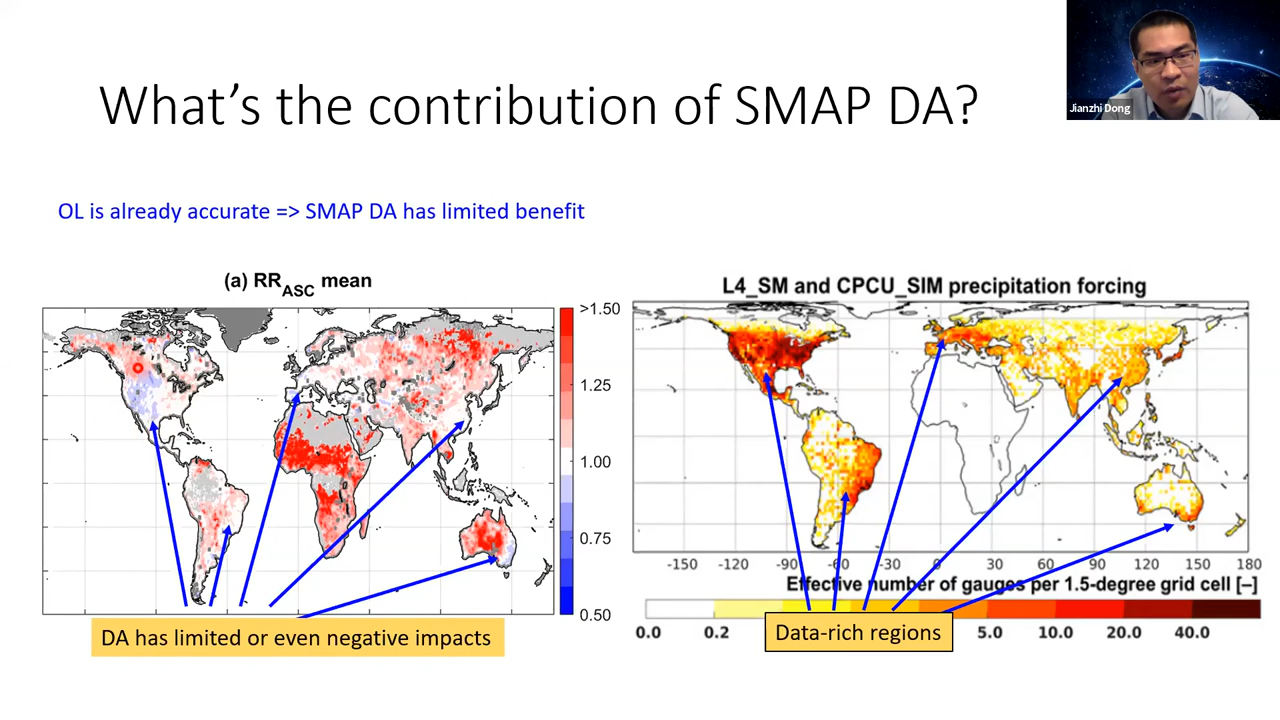 Jianzhi Dong
What's the contribution of SMAP DA?
OL is already accurate => SMAP DA has limited benefit
(a) RR_ASC mean
>1.50
1.25
1.00
0.75
0.50
DA has limited or even negative impacts
L4_SM and CPCU_SIM precipitation forcing
-150 -120 -90 -60 -30 0 30 60 90 120 150 180
Effective number of gauges per 1.5-degree grid cell [–]
0.0 0.2 5.0 10.0 20.0 40.0
Data-rich regions